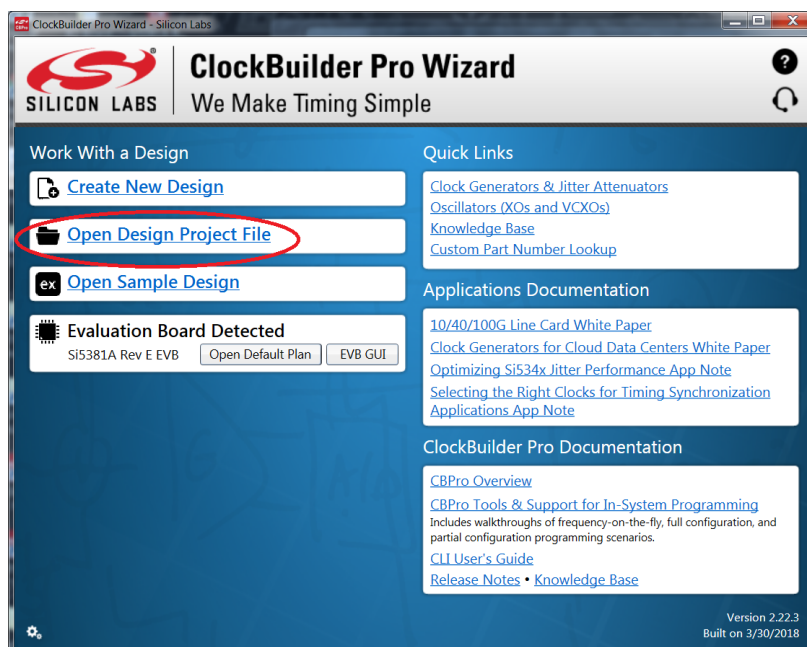 ClockBuilder Pro Wizard - Silicon Labs
SILICON LABS
ClockBuilder Pro Wizard
We Make Timing Simple
?
Work With a Design
Create New Design
Open Design Project File
ex Open Sample Design
Evaluation Board Detected
Si5381A Rev E EVB Open Default Plan EVB GUI
Quick Links
Clock Generators & Jitter Attenuators
Oscillators (XOs and VCXOs)
Knowledge Base
Custom Part Number Lookup
Applications Documentation
10/40/100G Line Card White Paper
Clock Generators for Cloud Data Centers White Paper
Optimizing Si534x Jitter Performance App Note
Selecting the Right Clocks for Timing Synchronization
Applications App Note
ClockBuilder Pro Documentation
CBPro Overview
CBPro Tools & Support for In-System Programming
Includes walkthroughs of frequency-on-the-fly, full configuration, and
partial configuration programming scenarios.
CLI User's Guide
Release Notes • Knowledge Base
Version 2.22.3
Built on 3/30/2018